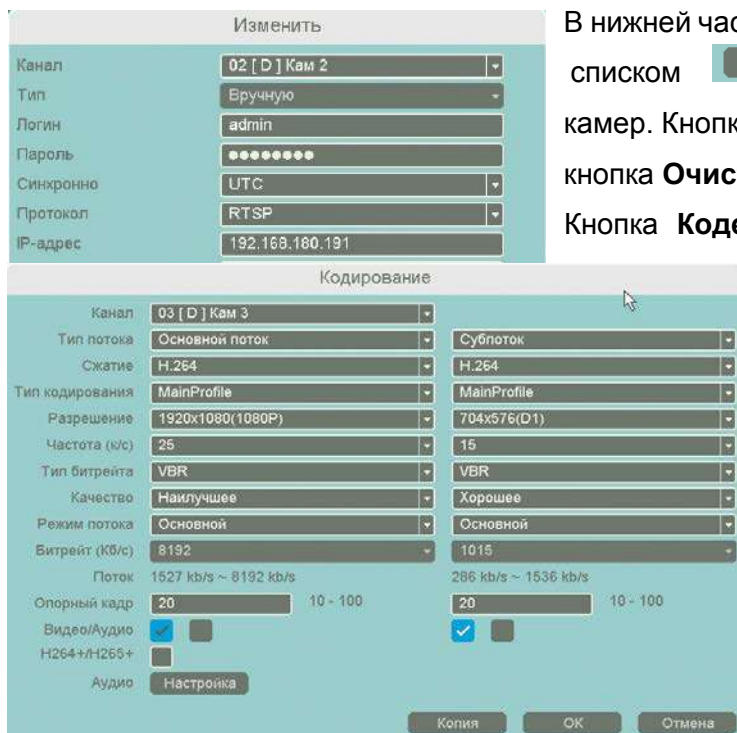 Изменить
Канал 02 [ D ] Кам 2
Тип Вручную
Логин admin
Пароль ●●●●●●●●
Синхронно UTC
Протокол RTSP
IP-адрес 192.168.180.191
В нижней час
списком
камер. Кнопк
кнопка Очис
Кнопка Коде
Кодирование
Канал 03 [ D ] Кам 3
Тип потока Основной поток Субпоток
Сжатие H.264 H.264
Тип кодирования MainProfile MainProfile
Разрешение 1920x1080(1080P) 704x576(D1)
Частота (к/с) 25 15
Тип битрейта VBR VBR
Качество Наилучшее Хорошее
Режим потока Основной Основной
Битрейт (Кб/с) 8192 1015
Поток 1527 kb/s ~ 8192 kb/s 286 kb/s ~ 1536 kb/s
Опорный кадр 20 10 - 100 20 10 - 100
Видео/Аудио
H264+/H265+
Аудио Настройка
Копия ОК Отмена